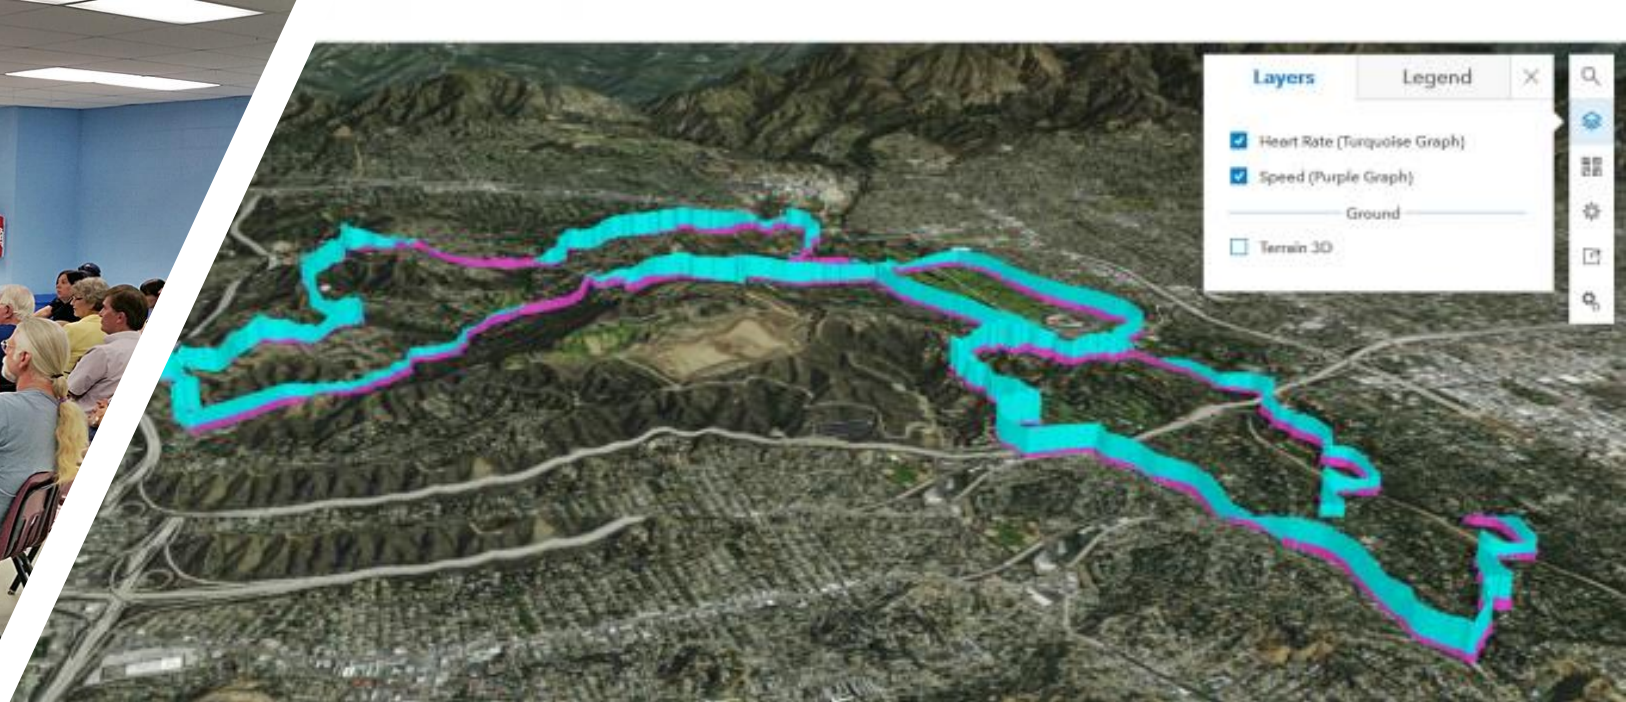 Layers
Legend
Heart Rate (Turquoise Graph)
Speed (Purple Graph)
Ground
Terrain 3D